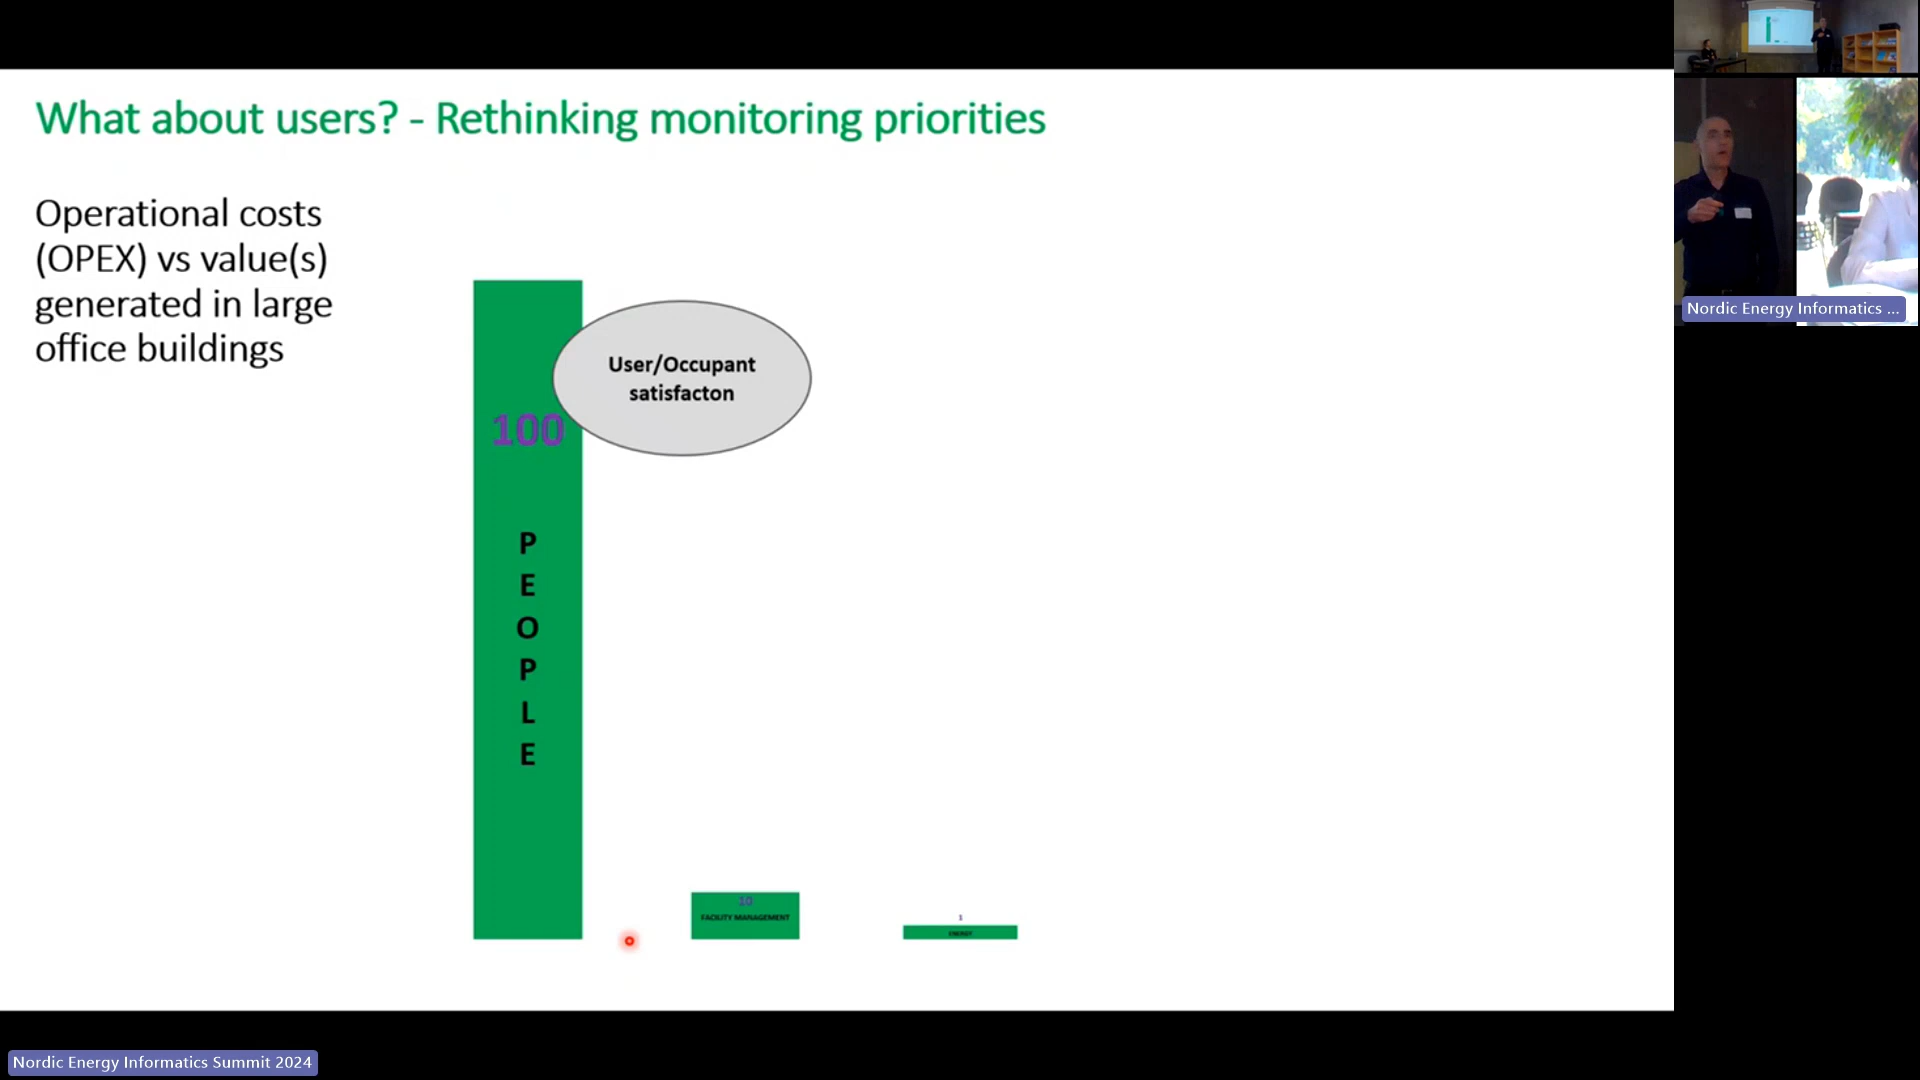 What about users? - Rethinking monitoring priorities
Operational costs
(OPEX) vs value(s)
generated in large
office buildings
User/Occupant
satisfacton
100
P
E
O
P
L
E
10
FACILITY MANAGEMENT
1
ENERGY
Nordic Energy Informatics ...
Nordic Energy Informatics Summit 2024